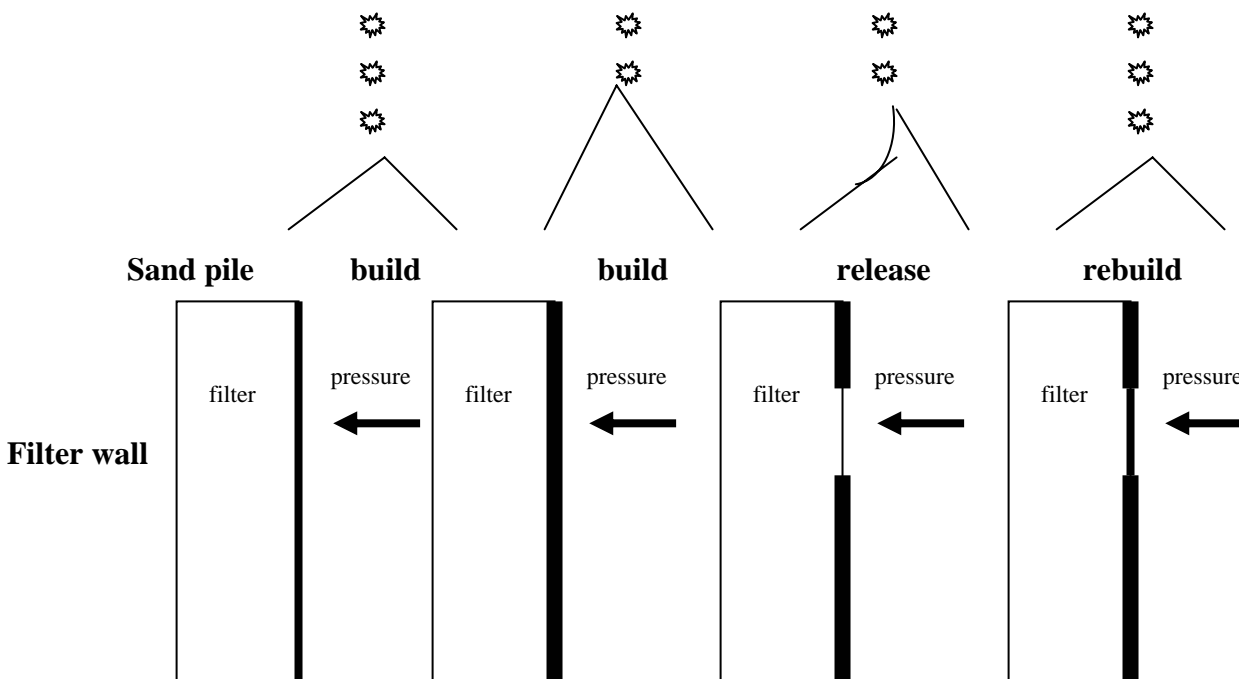 Sand pile build build release rebuild
pressure pressure pressure pressure
filter filter filter filter
Filter wall